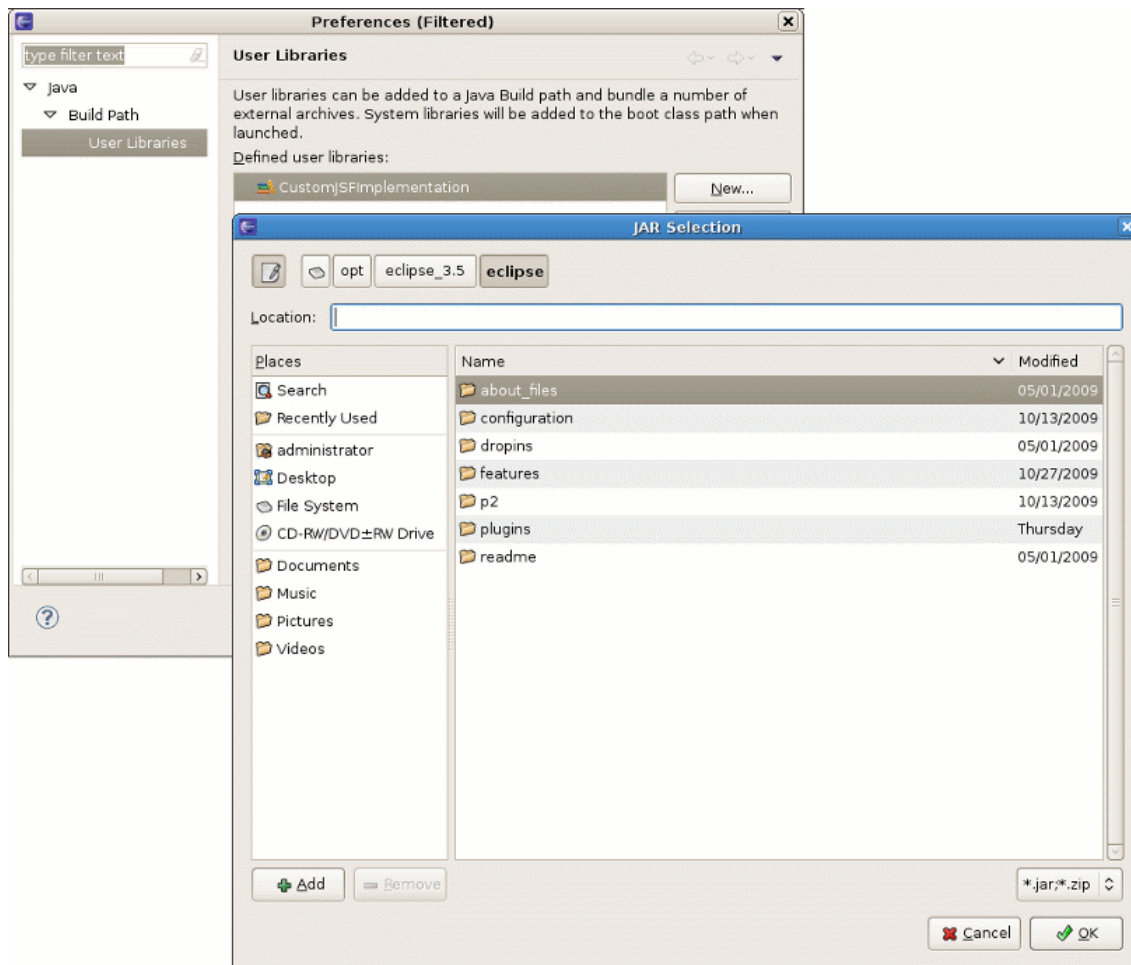 Preferences (Filtered)
type filter text
Java
Build Path
User Libraries
User Libraries
User libraries can be added to a Java Build path and bundle a number of
external archives. System libraries will be added to the boot class path when
launched.
Defined user libraries:
CustomJSFImplementation
New...
JAR Selection
opt
eclipse_3.5
eclipse
Location:
Places
Search
Recently Used
administrator
Desktop
File System
CD-RW/DVD±RW Drive
Documents
Music
Pictures
Videos
Name Modified
about_files 05/01/2009
configuration 10/13/2009
dropins 05/01/2009
features 10/27/2009
p2 10/13/2009
plugins Thursday
readme 05/01/2009
Add
Remove
*.jar;*.zip
Cancel
OK